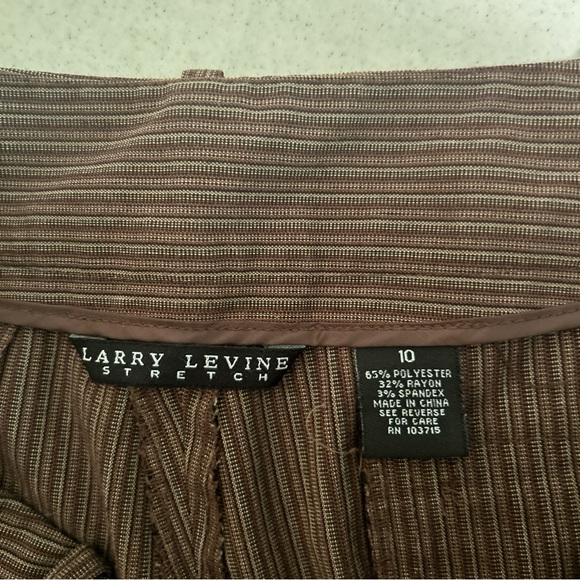 LARRY LEVINE
STRETCH
10
65% POLYESTER
32% RAYON
3% SPANDEX
MADE IN CHINA
SEE REVERSE
FOR CARE
RN 103715